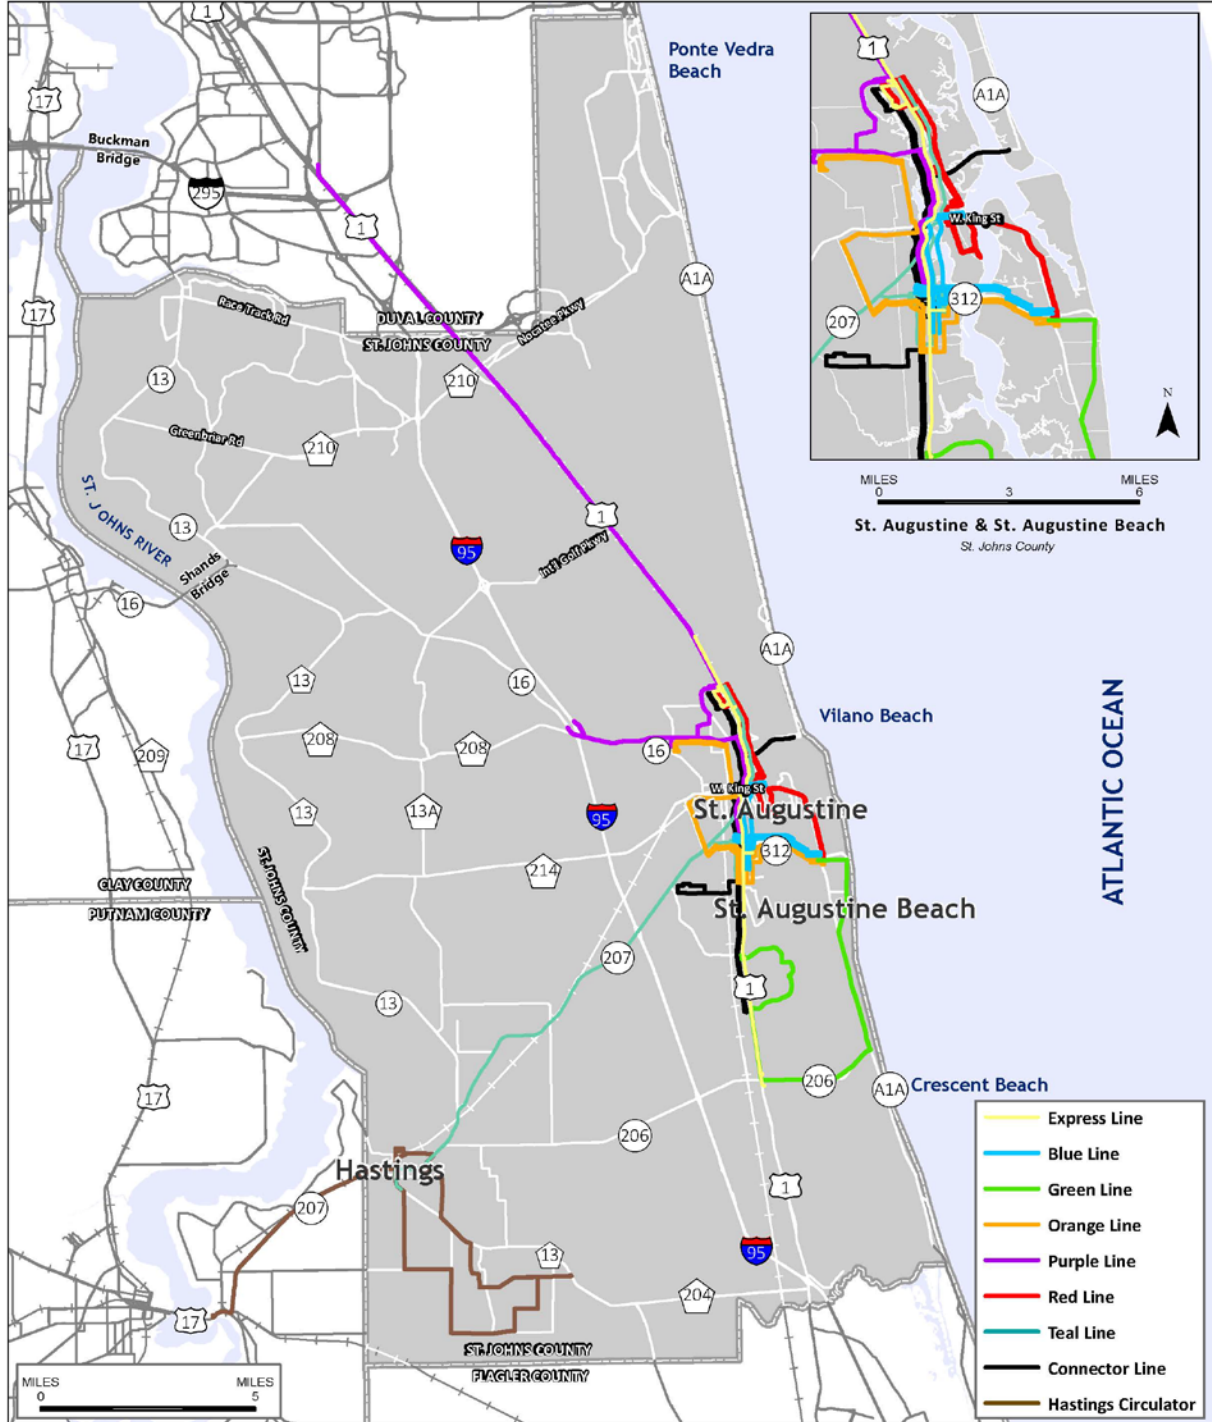 1
Ponte Vedra
Beach
17
Buckman
Bridge
295
1
A1A
17
Race Track Rd
DUVAL COUNTY
ST. JOHNS COUNTY
Nocatee Pkwy
13
210
Greenbriar Rd
210
ST. JOHNS RIVER
13
1
95
Int'l Golf Pkwy
Shands
Bridge
16
A1A
13
16
Vilano Beach
17
209
208
208
16
W. King St
13
13A
95
St. Augustine
312
ST. JOHNS COUNTY
214
CLAY COUNTY
PUTNAM COUNTY
St. Augustine Beach
207
13
1
ATLANTIC OCEAN
206
A1A
Crescent Beach
17
206
Hastings
207
1
13
95
204
17
ST. JOHNS COUNTY
FLAGLER COUNTY
MILES
MILES
0
5
1
A1A
W. King St
312
207
N
MILES
MILES
0
3
6
St. Augustine & St. Augustine Beach
St. Johns County
Express Line
Blue Line
Green Line
Orange Line
Purple Line
Red Line
Teal Line
Connector Line
Hastings Circulator